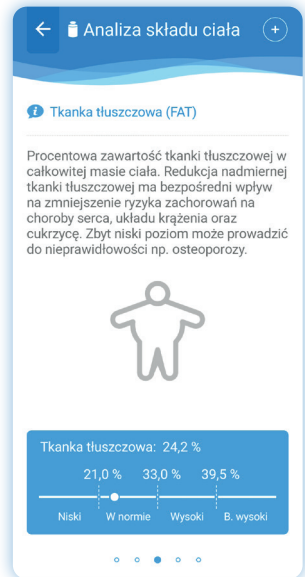 Analiza składu ciała
Tkanka tłuszczowa (FAT)
Procentowa zawartość tkanki tłuszczowej w
całkowitej masie ciała. Redukcja nadmiernej
tkanki tłuszczowej ma bezpośredni wpływ
na zmniejszenie ryzyka zachorowań na
choroby serca, układu krążenia oraz
cukrzycę. Zbyt niski poziom może prowadzić
do nieprawidłowości np. osteoporozy.
Tkanka tłuszczowa: 24,2 %
21,0 % 33,0 % 39,5 %
Niski W normie Wysoki B. wysoki